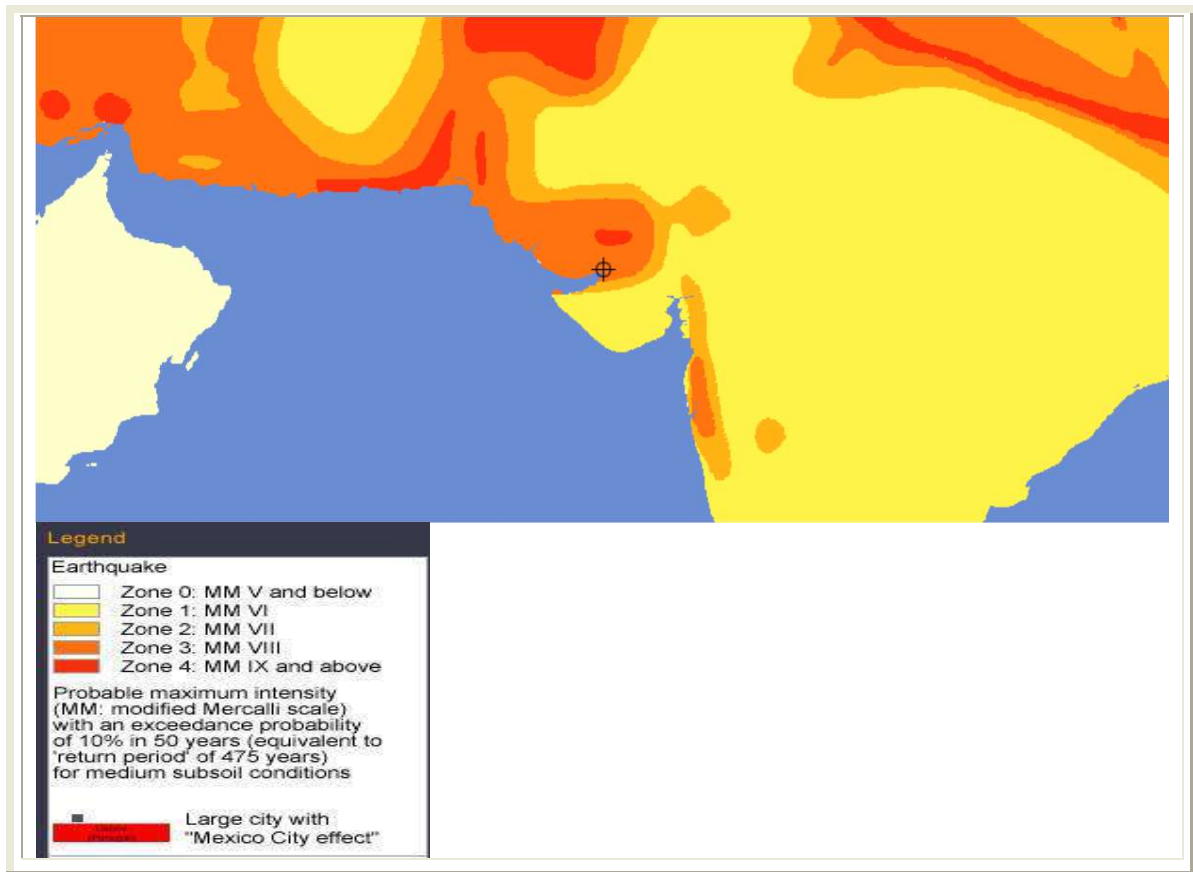 Legend
Earthquake
Zone 0: MM V and below
Zone 1: MM VI
Zone 2: MM VII
Zone 3: MM VIII
Zone 4: MM IX and above
Probable maximum intensity
(MM: modified Mercalli scale)
with an exceedance probability
of 10% in 50 years (equivalent to
'return period' of 475 years)
for medium subsoil conditions
Large city with
"Mexico City effect"